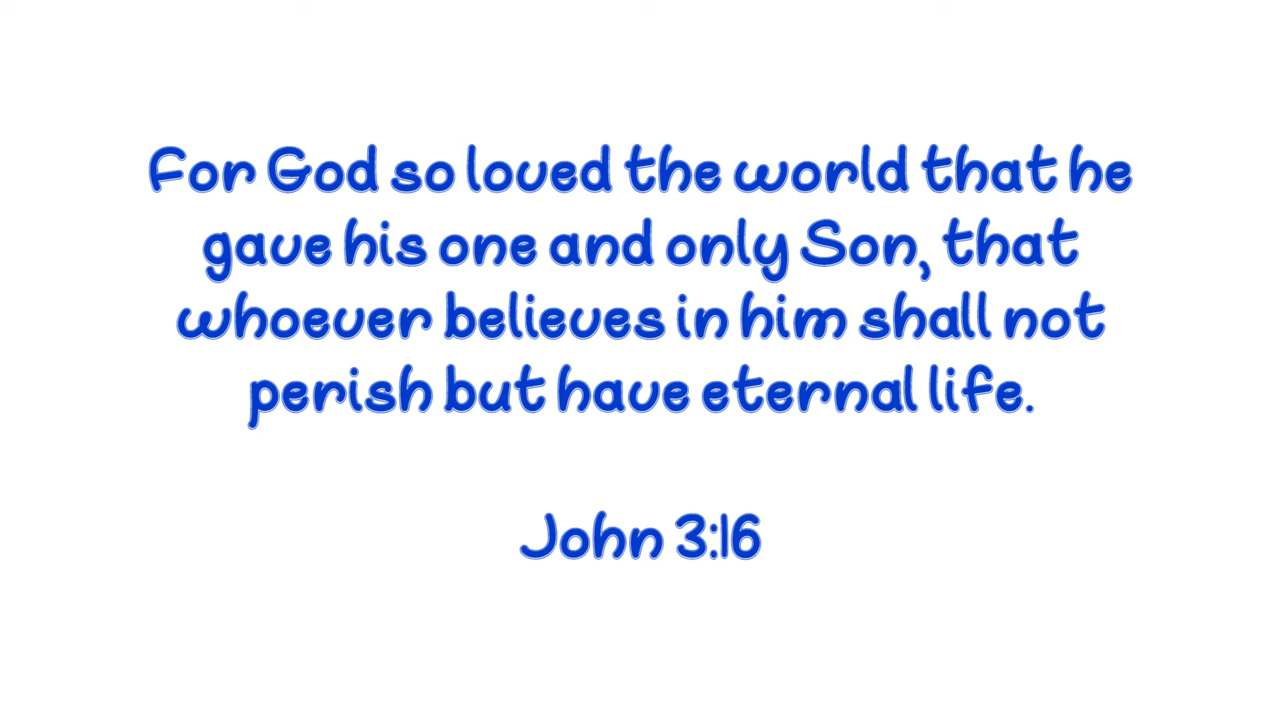 For God so loved the world that he
gave his one and only Son, that
whoever believes in him shall not
perish but have eternal life.
John 3:16